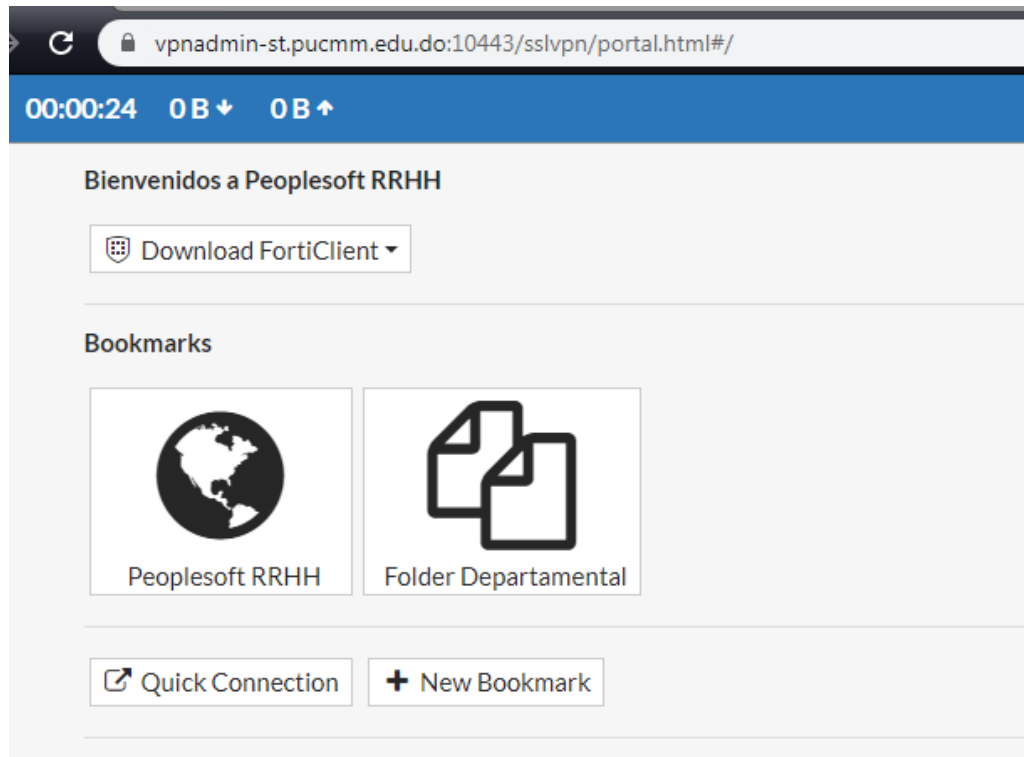 vpnadmin-st.pucmm.edu.do:10443/sslvpn/portal.html#/
00:00:24 0 B 0 B
Bienvenidos a Peoplesoft RRHH
Download FortiClient
Bookmarks
Peoplesoft RRHH Folder Departamental
Quick Connection New Bookmark